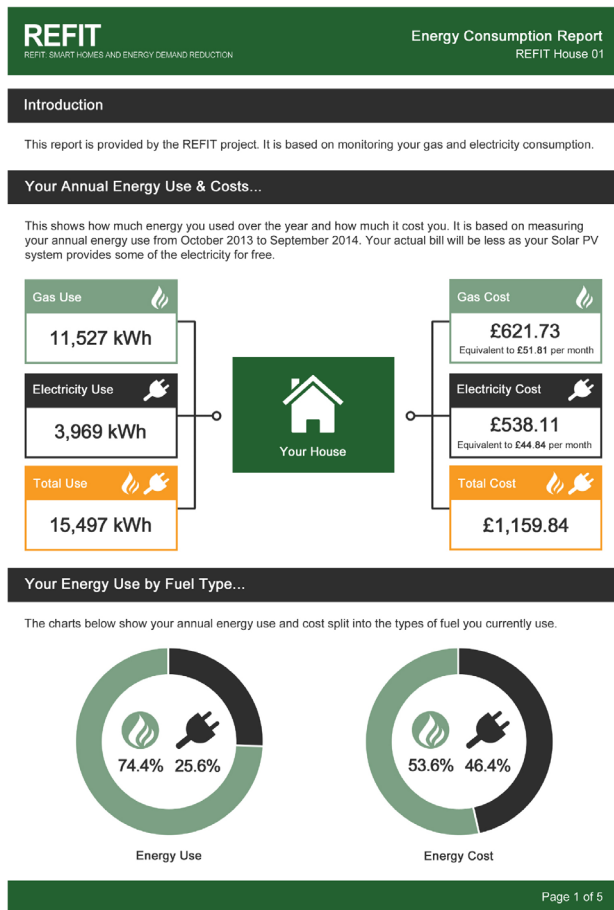 REFIT
REFIT: SMART HOMES AND ENERGY DEMAND REDUCTION
Energy Consumption Report
REFIT House 01
Introduction
This report is provided by the REFIT project. It is based on monitoring your gas and electricity consumption.
Your Annual Energy Use & Costs...
This shows how much energy you used over the year and how much it cost you. It is based on measuring
your annual energy use from October 2013 to September 2014. Your actual bill will be less as your Solar PV
system provides some of the electricity for free.
Gas Use
11,527 kWh
Electricity Use
3,969 kWh
Total Use
15,497 kWh
Your House
Gas Cost
£621.73
Equivalent to £51.81 per month
Electricity Cost
£538.11
Equivalent to £44.84 per month
Total Cost
£1,159.84
Your Energy Use by Fuel Type...
The charts below show your annual energy use and cost split into the types of fuel you currently use.
74.4% 25.6%
Energy Use
53.6% 46.4%
Energy Cost
Page 1 of 5